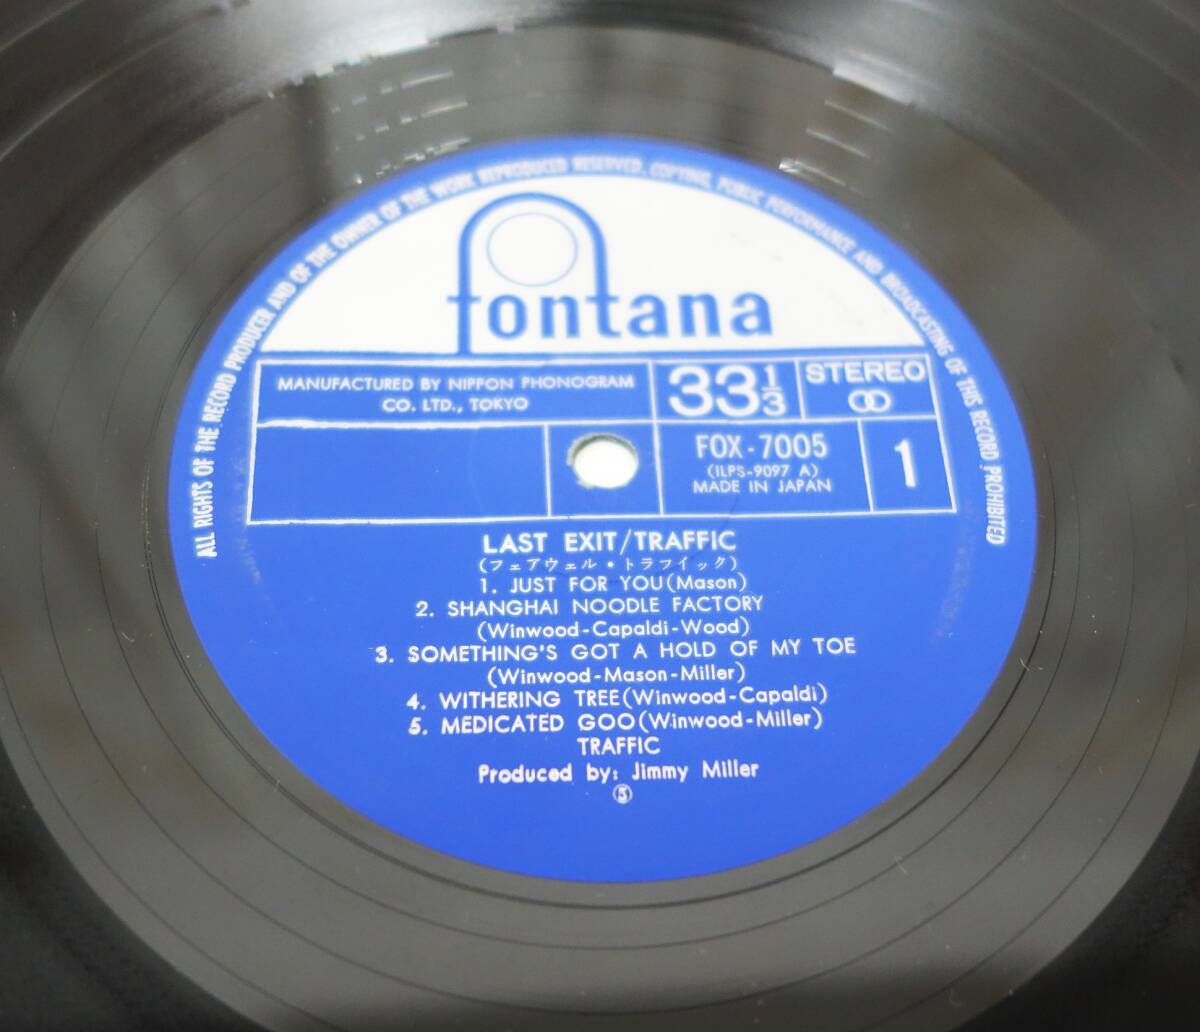 ALL RIGHTS OF THE RECORD PRODUCER AND OF THE OWNER OF THE WORK REPRODUCED RESERVED. COPYING, PUBLIC PERFORMANCE AND BROADCASTING OF THIS RECORD PROHIBITED
fontana
MANUFACTURED BY NIPPON PHONOGRAM
CO. LTD., TOKYO
33 1/3
STEREO
FOX-7005
(ILPS-9097 A)
MADE IN JAPAN
1
LAST EXIT/TRAFFIC
(フェアウェル・トラフィック)
1. JUST FOR YOU(Mason)
2. SHANGHAI NOODLE FACTORY
(Winwood-Capaldi-Wood)
3. SOMETHING'S GOT A HOLD OF MY TOE
(Winwood-Mason-Miller)
4. WITHERING TREE(Winwood-Capaldi)
5. MEDICATED GOO(Winwood-Miller)
TRAFFIC
Produced by: Jimmy Miller